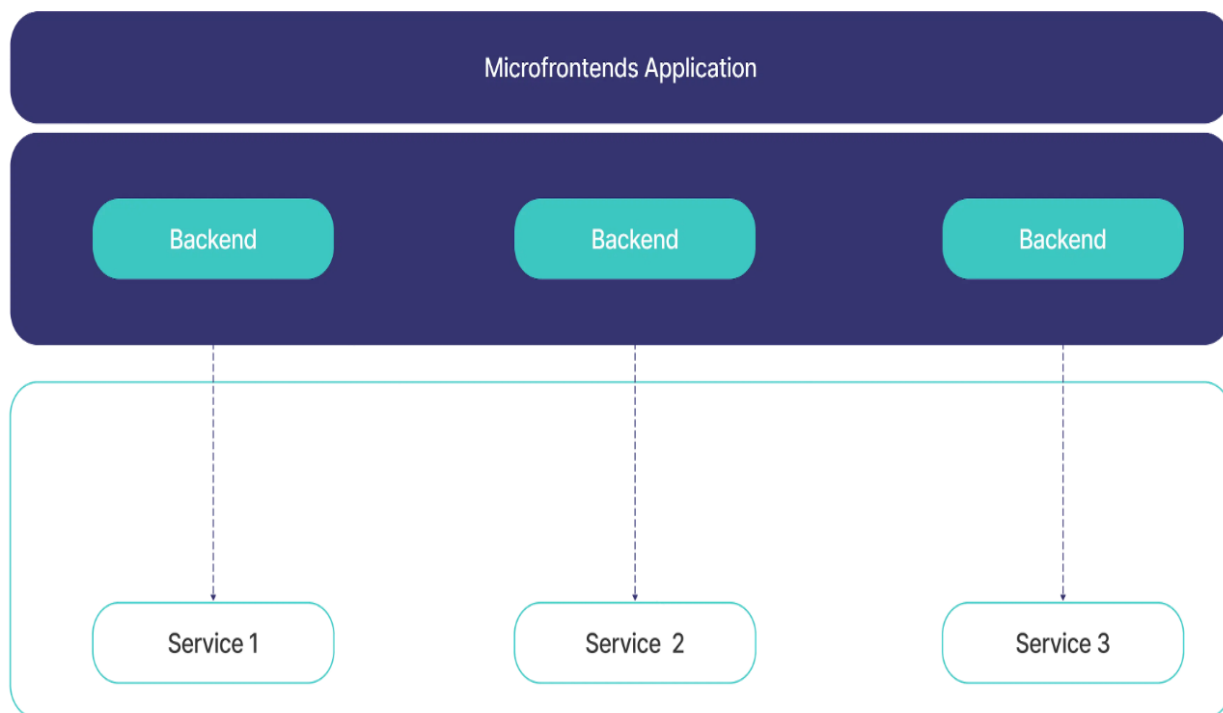 Microfrontends Application
Backend
Backend
Backend
Service 1
Service 2
Service 3